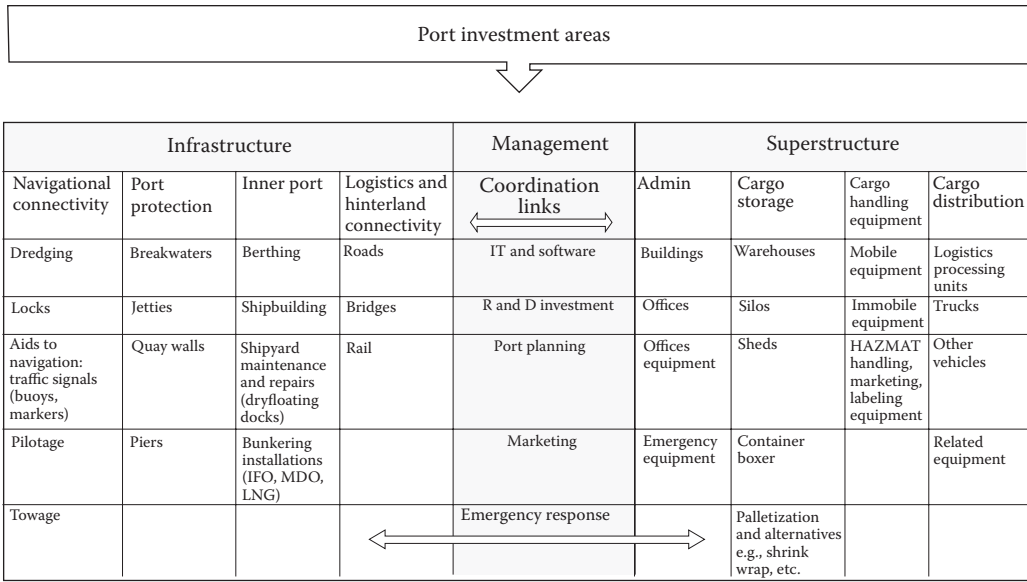 Port investment areas
Infrastructure
Management
Superstructure
Navigational
connectivity
Port
protection
Inner port
Logistics and
hinterland
connectivity
Coordination
links
Admin
Cargo
storage
Cargo
handling
equipment
Cargo
distribution
Dredging
Breakwaters
Berthing
Roads
IT and software
Buildings
Warehouses
Mobile
equipment
Logistics
processing
units
Locks
Jetties
Shipbuilding
Bridges
R and D investment
Offices
Silos
Immobile
equipment
Trucks
Aids to
navigation:
traffic signals
(buoys,
markers)
Quay walls
Shipyard
maintenance
and repairs
(dryfloating
docks)
Rail
Port planning
Offices
equipment
Sheds
HAZMAT
handling,
marketing,
labeling
equipment
Other
vehicles
Pilotage
Piers
Bunkering
installations
(IFO, MDO,
LNG)
Marketing
Emergency
equipment
Container
boxer
Related
equipment
Towage
Emergency response
Palletization
and alternatives
e.g., shrink
wrap, etc.